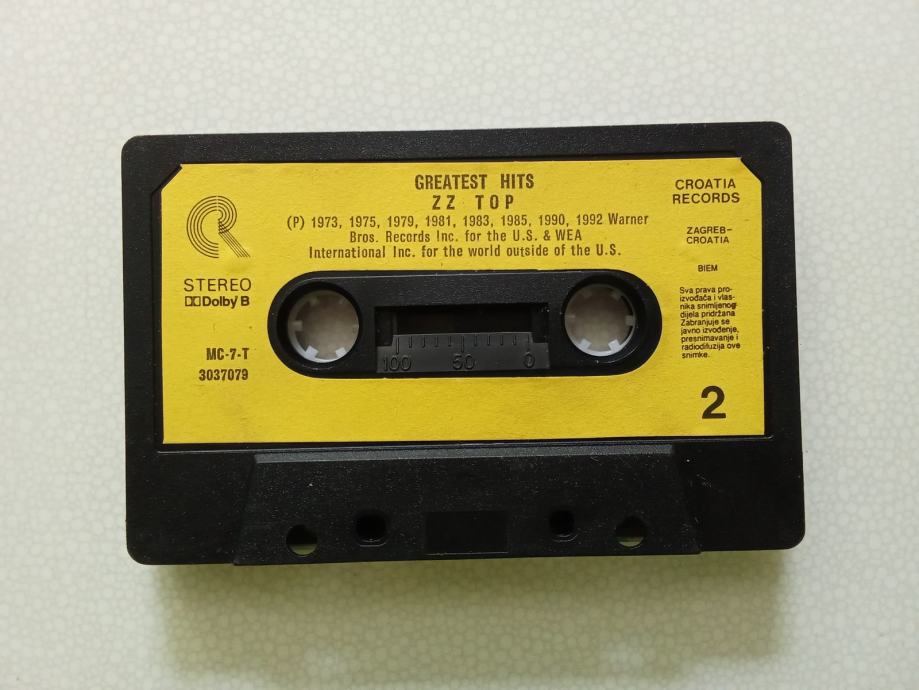 GREATEST HITS
ZZ TOP
(P) 1973, 1975, 1979, 1981, 1983, 1985, 1990, 1992 Warner
Bros. Records Inc. for the U.S. & WEA
International Inc. for the world outside of the U.S.
STEREO
Dolby B
MC-7-T
3037079
100 50 0
CROATIA
RECORDS
ZAGREB-
CROATIA
BIEM
Sva prava pro-
izvođača i vlas-
nika snimljenog
dijela pridržana
Zabranjuje se
javno izvođenje,
presnimavanje i
radiodifuzija ove
snimke.
2